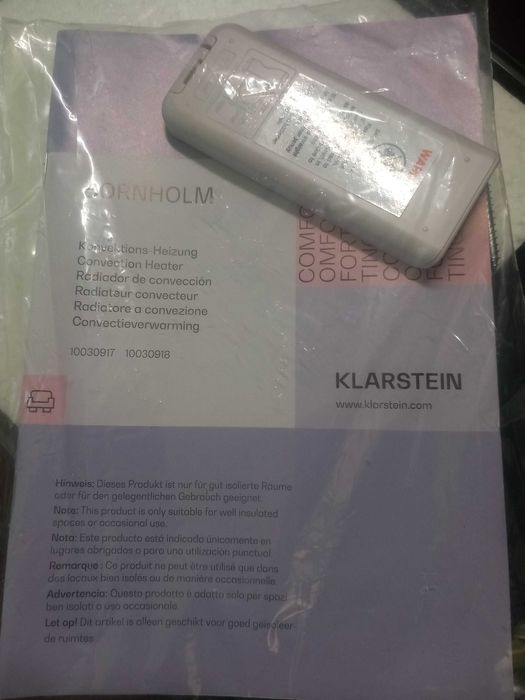 BORNHOLM
Konvektions-Heizung
Convection Heater
Radiador de convección
Radiateur convecteur
Radiatore a convezione
Convectieverwarming
10030917 10030918
KLARSTEIN
www.klarstein.com
Hinweis: Dieses Produkt ist nur für gut isolierte Räume
oder für den gelegentlichen Gebrauch geeignet.
Note: This product is only suitable for well insulated
spaces or occasional use.
Nota: Este producto está indicado únicamente en
lugares abrigados o para una utilización puntual.
Remarque : Ce produit ne peut être utilisé que dans
des locaux bien isolés ou de manière occasionnelle.
Advertencia: Questo prodotto è adatto solo per spazi
ben isolati o uso occasionale.
Let op! Dit artikel is alleen geschikt voor goed geïsoleer-
de ruimtes.